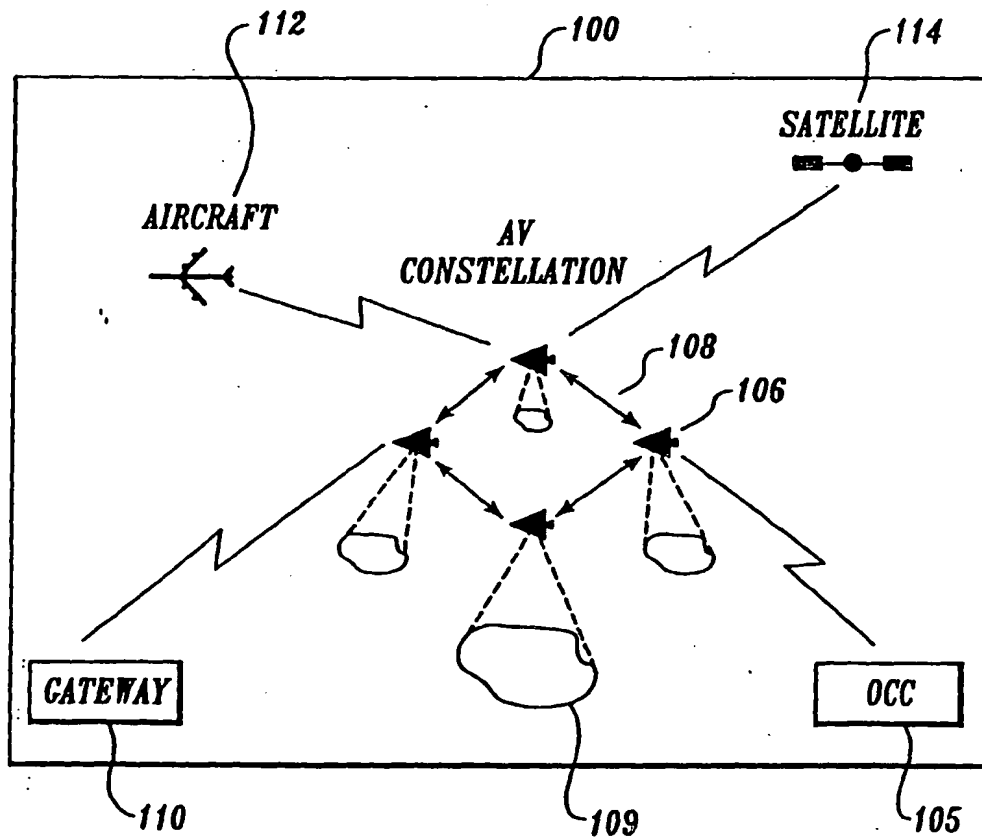 112
100
114
SATELLITE
AIRCRAFT
AV
CONSTELLATION
108
106
GATEWAY
OCC
110
109
105